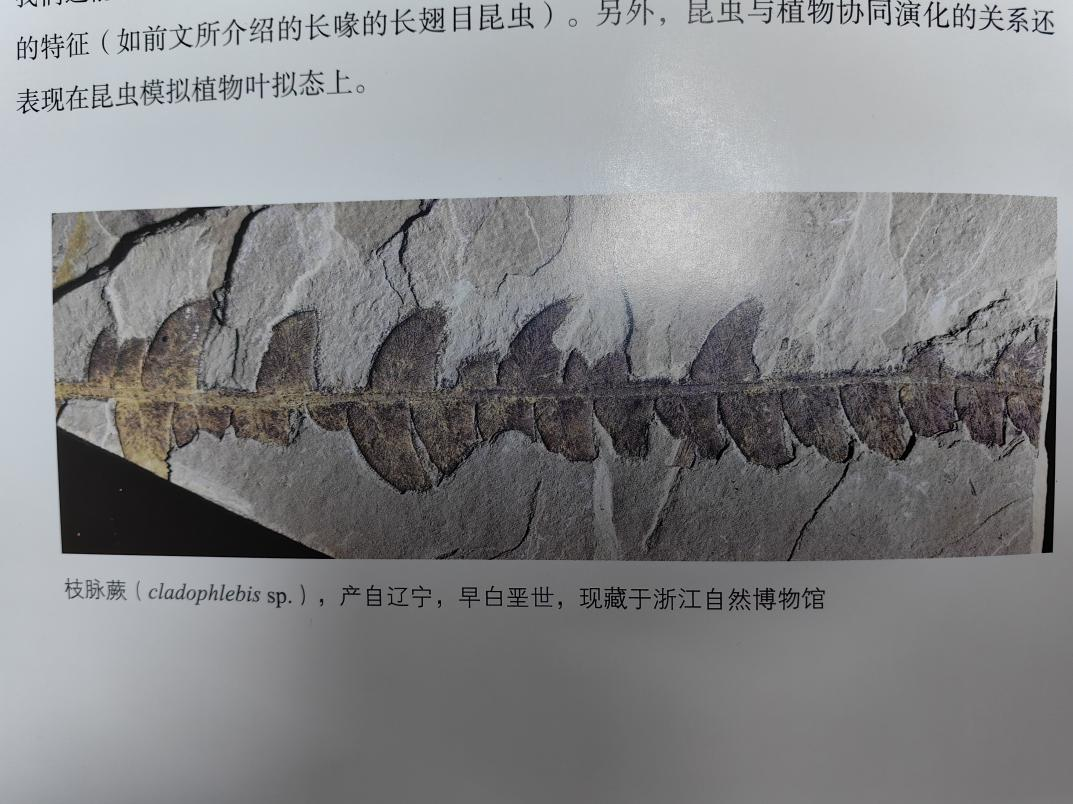 的特征（如前文所介绍的长喙的长翅目昆虫）。另外，昆虫与植物协同演化的关系还
表现在昆虫模拟植物叶拟态上。
枝脉蕨（cladophlebis sp.），产自辽宁，早白垩世，现藏于浙江自然博物馆